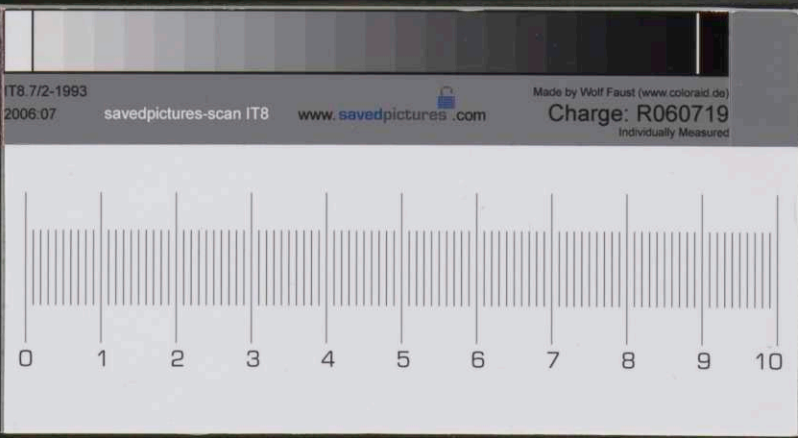 IT8.7/2-1993
2006:07
savedpictures-scan IT8
www.savedpictures.com
Made by Wolf Faust (www.coloraid.de)
Charge: R060719
Individually Measured
0 1 2 3 4 5 6 7 8 9 10